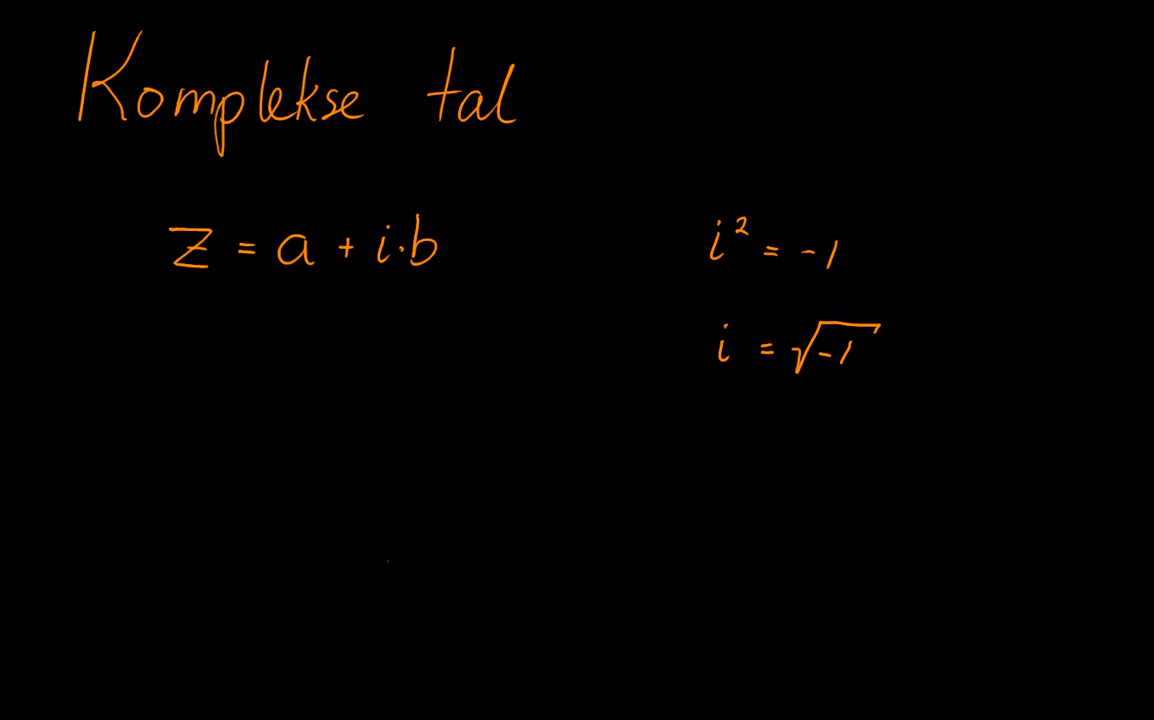 Komplekse tal
z = a + i·b
i² = -1
i = √-1